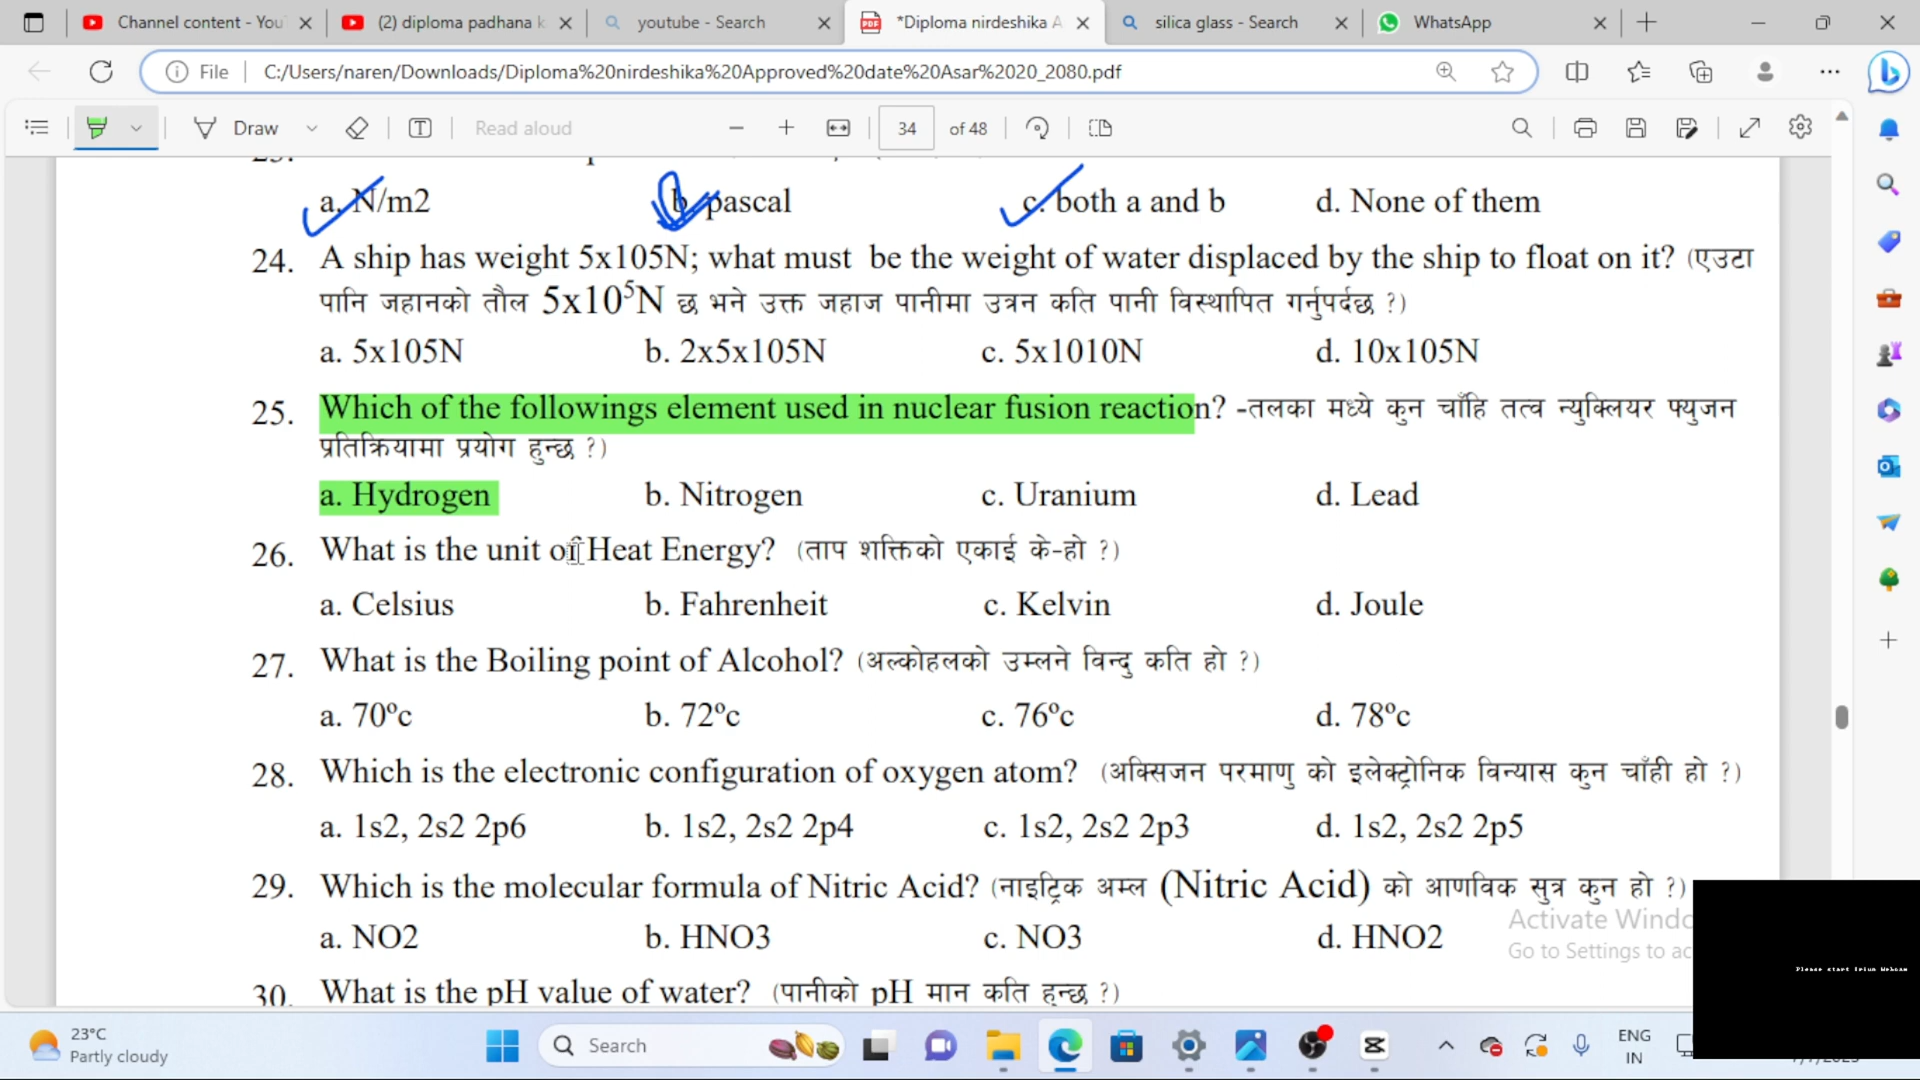 Channel content - YouT
(2) diploma padhana k
youtube - Search
*Diploma nirdeshika A
silica glass - Search
WhatsApp
File
C:/Users/naren/Downloads/Diploma%20nirdeshika%20Approved%20date%20Asar%2020_2080.pdf
Draw
Read aloud
34
of 48
a. N/m2 b. pascal c. both a and b d. None of them
24. A ship has weight 5x105N; what must be the weight of water displaced by the ship to float on it? (एउटा
पानि जहानको तौल 5x10⁵N छ भने उक्त जहाज पानीमा उत्रन कति पानी विस्थापित गर्नुपर्दछ ?)
a. 5x105N b. 2x5x105N c. 5x1010N d. 10x105N
25. Which of the followings element used in nuclear fusion reaction? -तलका मध्ये कुन चाँहि तत्व न्युक्लियर फ्युजन
प्रतिक्रियामा प्रयोग हुन्छ ?)
a. Hydrogen b. Nitrogen c. Uranium d. Lead
26. What is the unit of Heat Energy? (ताप शक्तिको एकाई के-हो ?)
a. Celsius b. Fahrenheit c. Kelvin d. Joule
27. What is the Boiling point of Alcohol? (अल्कोहलको उम्लने विन्दु कति हो ?)
a. 70ºc b. 72ºc c. 76ºc d. 78ºc
28. Which is the electronic configuration of oxygen atom? (अक्सिजन परमाणु को इलेक्ट्रोनिक विन्यास कुन चाँही हो ?)
a. 1s2, 2s2 2p6 b. 1s2, 2s2 2p4 c. 1s2, 2s2 2p3 d. 1s2, 2s2 2p5
29. Which is the molecular formula of Nitric Acid? (नाइट्रिक अम्ल (Nitric Acid) को आणविक सुत्र कुन हो ?)
a. NO2 b. HNO3 c. NO3 d. HNO2
Activate Windo
Go to Settings to ac
Please start Iriun Webcam
30. What is the pH value of water? (पानीको pH मान कति हुन्छ ?)
23°C
Partly cloudy
Search
ENG
IN